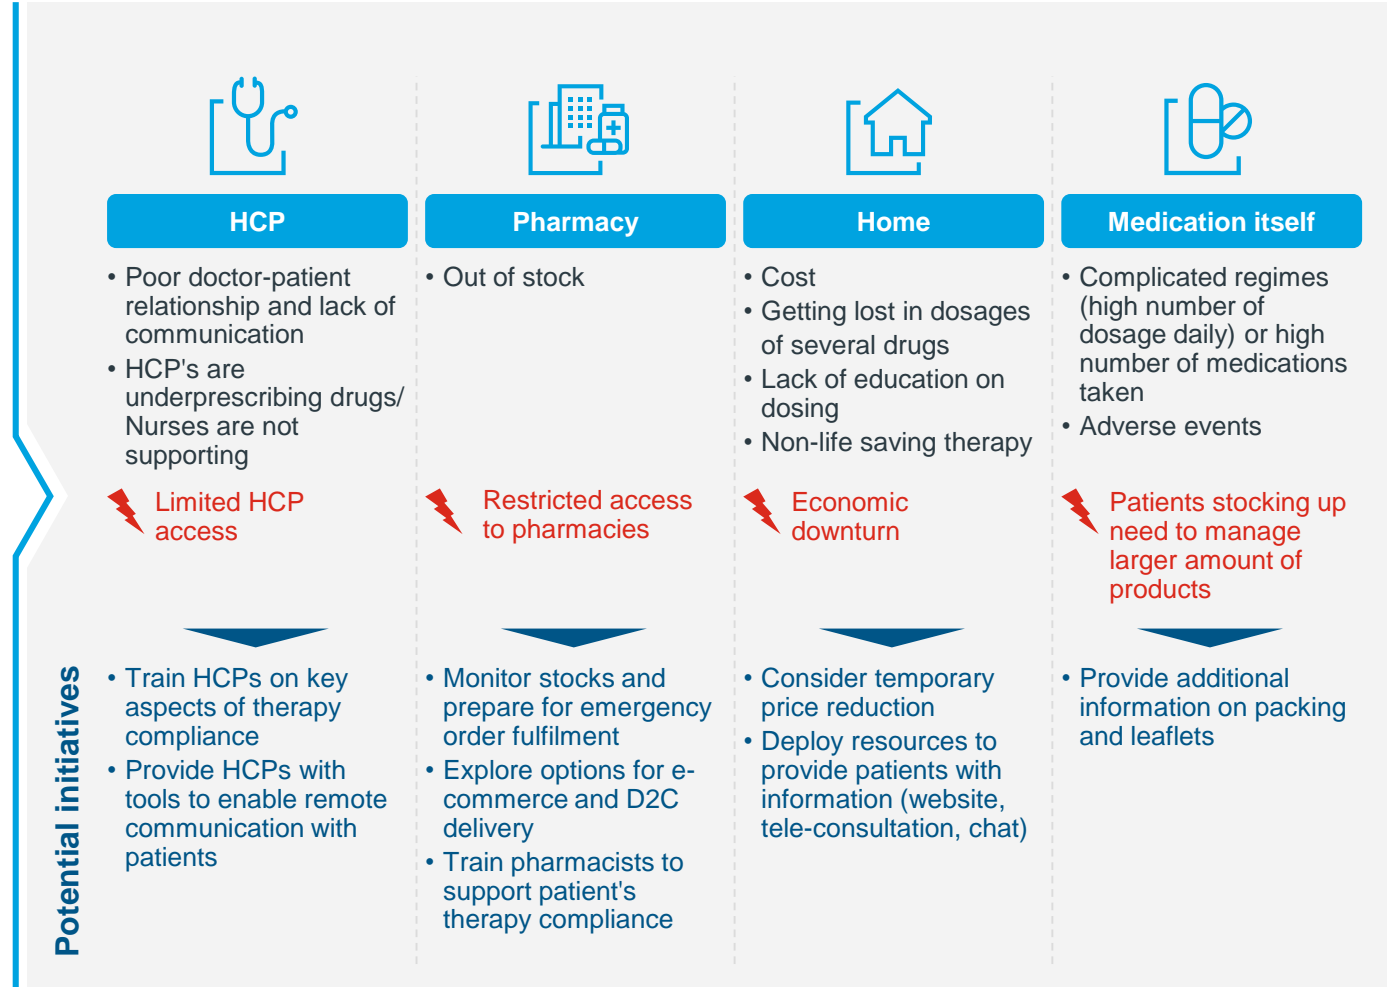 HCP
• Poor doctor-patient
relationship and lack of
communication
• HCP's are
underprescribing drugs/
Nurses are not
supporting
Limited HCP
access
Pharmacy
• Out of stock
Restricted access
to pharmacies
Home
• Cost
• Getting lost in dosages
of several drugs
• Lack of education on
dosing
• Non-life saving therapy
Economic
downturn
Medication itself
• Complicated regimes
(high number of
dosage daily) or high
number of medications
taken
• Adverse events
Patients stocking up
need to manage
larger amount of
products
Potential initiatives
• Train HCPs on key
aspects of therapy
compliance
• Provide HCPs with
tools to enable remote
communication with
patients
• Monitor stocks and
prepare for emergency
order fulfilment
• Explore options for e-
commerce and D2C
delivery
• Train pharmacists to
support patient's
therapy compliance
• Consider temporary
price reduction
• Deploy resources to
provide patients with
information (website,
tele-consultation, chat)
• Provide additional
information on packing
and leaflets